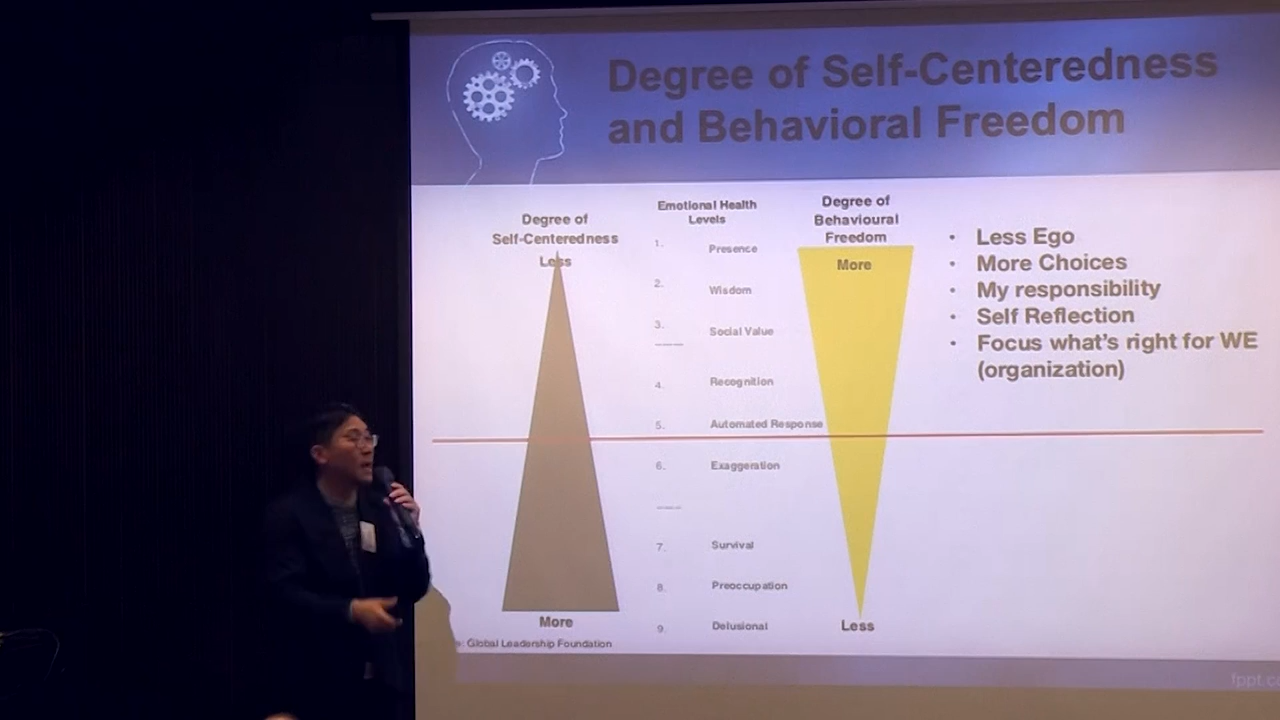 Degree of Self-Centeredness
and Behavioral Freedom
Degree of
Self-Centeredness
Less
More
Emotional Health
Levels
1. Presence
2. Wisdom
3. Social Value
4. Recognition
5. Automated Response
6. Exaggeration
7. Survival
8. Preoccupation
9. Delusional
Degree of
Behavioural
Freedom
More
Less
• Less Ego
• More Choices
• My responsibility
• Self Reflection
• Focus what's right for WE
(organization)
: Global Leadership Foundation